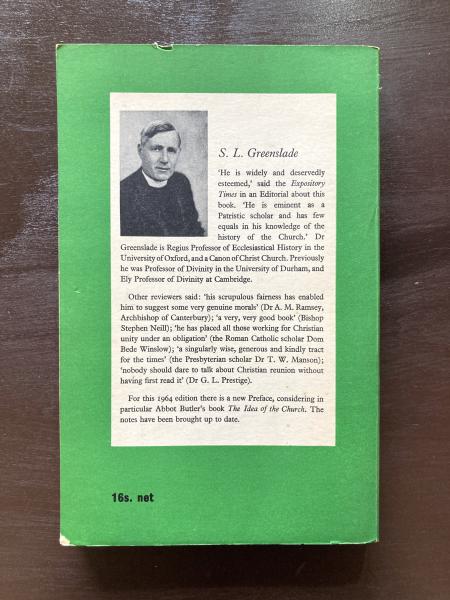 S. L. Greenslade
'He is widely and deservedly
esteemed,' said the Expository
Times in an Editorial about this
book. 'He is eminent as a
Patristic scholar and has few
equals in his knowledge of the
history of the Church.' Dr
Greenslade is Regius Professor of Ecclesiastical History in the
University of Oxford, and a Canon of Christ Church. Previously
he was Professor of Divinity in the University of Durham, and
Ely Professor of Divinity at Cambridge.
Other reviewers said: 'his scrupulous fairness has enabled
him to suggest some very genuine morals' (Dr A. M. Ramsey,
Archbishop of Canterbury); 'a very, very good book' (Bishop
Stephen Neill); 'he has placed all those working for Christian
unity under an obligation' (the Roman Catholic scholar Dom
Bede Winslow); 'a singularly wise, generous and kindly tract
for the times' (the Presbyterian scholar Dr T. W. Manson);
'nobody should dare to talk about Christian reunion without
having first read it' (Dr G. L. Prestige).
For this 1964 edition there is a new Preface, considering in
particular Abbot Butler's book The Idea of the Church. The
notes have been brought up to date.
16s. net